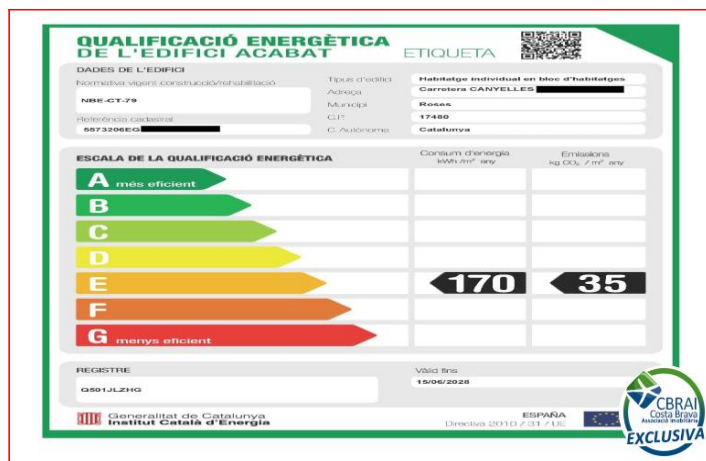 QUALIFICACIÓ ENERGÈTICA
DE L'EDIFICI ACABAT ETIQUETA
DADES DE L'EDIFICI
Normativa vigent construcció/rehabilitació
NBE-CT-79
Referència cadastral
5573206EG
Tipus d'edifici Habitatge individual en bloc d'habitatges
Adreça Carretera CANYELLES
Municipi Roses
C.P. 17480
C. Autònoma Catalunya
ESCALA DE LA QUALIFICACIÓ ENERGÈTICA
Consum d'energia
kWh /m² any
Emissions
kg CO₂ / m² any
A més eficient
B
C
D
E 170 35
F
G menys eficient
REGISTRE
Q501JLZHG
Vàlid fins
15/06/2028
Generalitat de Catalunya
Institut Català d'Energia
ESPAÑA
Directiva 2010 / 31 / UE
CBRAI
Costa Brava
Associació Imobiliària
EXCLUSIVA